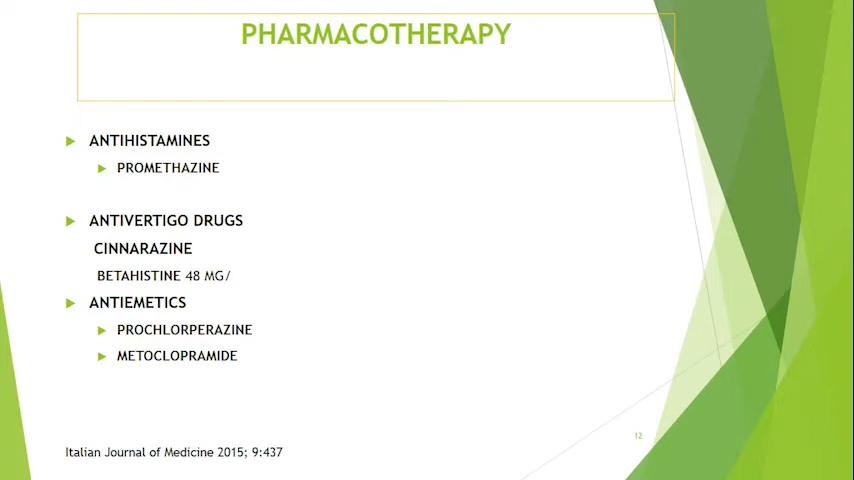 PHARMACOTHERAPY
ANTIHISTAMINES
PROMETHAZINE
ANTIVERTIGO DRUGS
CINNARAZINE
BETAHISTINE 48 MG/
ANTIEMETICS
PROCHLORPERAZINE
METOCLOPRAMIDE
12
Italian Journal of Medicine 2015; 9:437